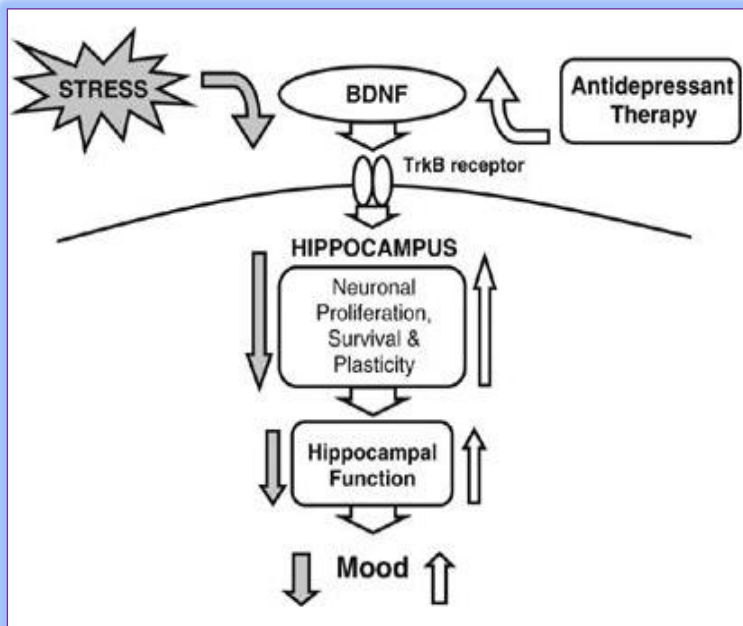 STRESS
BDNF
Antidepressant
Therapy
TrkB receptor
HIPPOCAMPUS
Neuronal
Proliferation,
Survival &
Plasticity
Hippocampal
Function
Mood